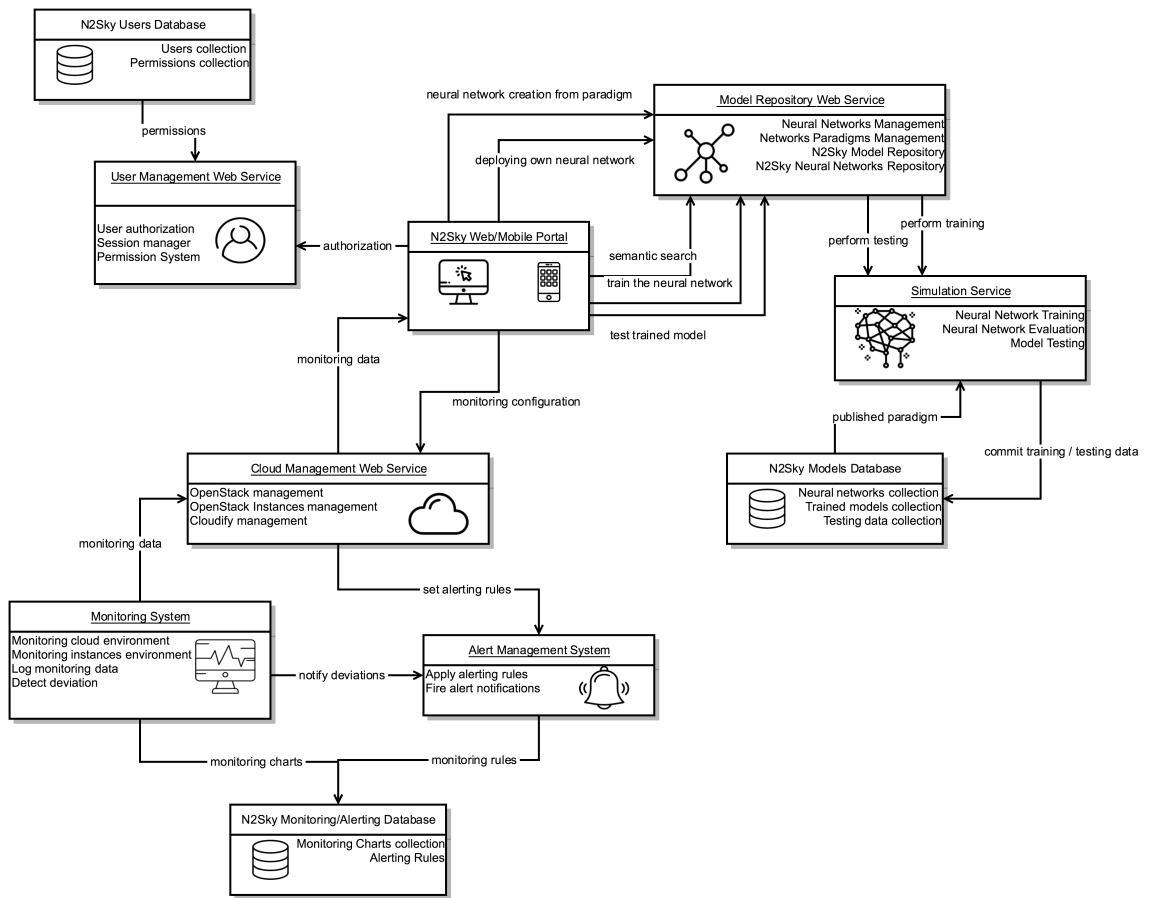 N2Sky Users Database
Users collection
Permissions collection
permissions
User Management Web Service
User authorization
Session manager
Permission System
authorization
neural network creation from paradigm
deploying own neural network
Model Repository Web Service
Neural Networks Management
Networks Paradigms Management
N2Sky Model Repository
N2Sky Neural Networks Repository
N2Sky Web/Mobile Portal
semantic search
train the neural network
test trained model
perform training
perform testing
Simulation Service
Neural Network Training
Neural Network Evaluation
Model Testing
monitoring data
monitoring configuration
published paradigm
commit training / testing data
N2Sky Models Database
Neural networks collection
Trained models collection
Testing data collection
Cloud Management Web Service
OpenStack management
OpenStack Instances management
Cloudify management
monitoring data
set alerting rules
Monitoring System
Monitoring cloud environment
Monitoring instances environment
Log monitoring data
Detect deviation
notify deviations
Alert Management System
Apply alerting rules
Fire alert notifications
monitoring charts
monitoring rules
N2Sky Monitoring/Alerting Database
Monitoring Charts collection
Alerting Rules